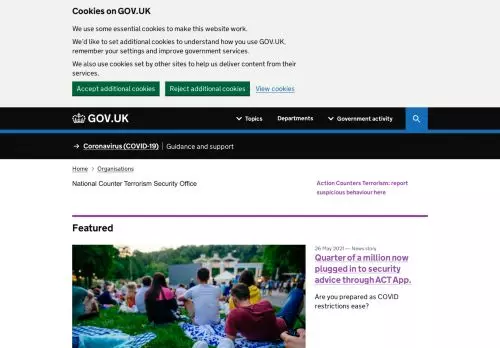 Cookies on GOV.UK
We use some essential cookies to make this website work.
We'd like to set additional cookies to understand how you use GOV.UK,
remember your settings and improve government services.
We also use cookies set by other sites to help us deliver content from their
services.
Accept additional cookies Reject additional cookies View cookies
GOV.UK Topics Departments Government activity
→ Coronavirus (COVID-19) | Guidance and support
Home > Organisations
National Counter Terrorism Security Office
Action Counters Terrorism: report
suspicious behaviour here
Featured
26 May 2021 — News story
Quarter of a million now
plugged in to security
advice through ACT App.
Are you prepared as COVID
restrictions ease?